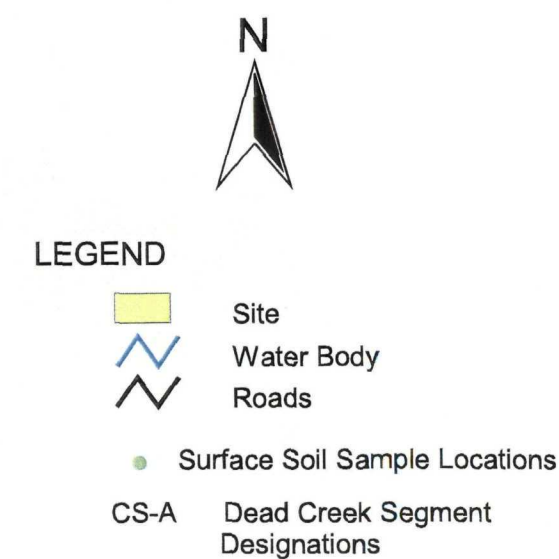 N
LEGEND
Site
Water Body
Roads
Surface Soil Sample Locations
CS-A Dead Creek Segment
Designations